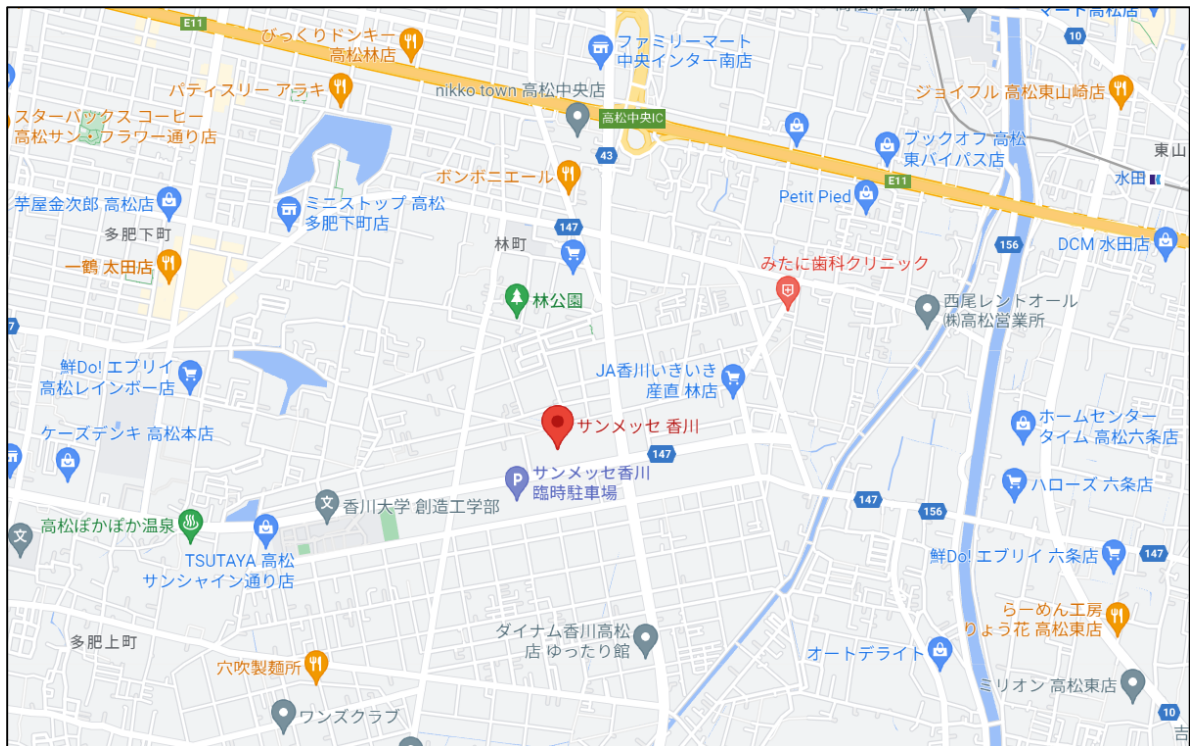 E11
びっくりドンキー
高松林店
ファミリーマート
中央インター南店
マート高松店
10
パティスリー アラキ
nikko town 高松中央店
ジョイフル 高松東山崎店
スターバックス コーヒー
高松サン・フラワー通り店
高松中央IC
ブックオフ 高松
東バイパス店
43
東山
ボンボニエール
E11
水田
芋屋金次郎 高松店
ミニストップ 高松
多肥下町店
Petit Pied
147
多肥下町
林町
156
DCM 水田店
一鶴 太田店
みたに歯科クリニック
林公園
西尾レントオール
㈱高松営業所
7
鮮Do! エブリイ
高松レインボー店
JA香川いきいき
産直 林店
サンメッセ 香川
ホームセンター
タイム 高松六条店
ケーズデンキ 高松本店
147
サンメッセ香川
臨時駐車場
ハローズ 六条店
香川大学 創造工学部
147
156
高松ぽかぽか温泉
TSUTAYA 高松
サンシャイン通り店
鮮Do! エブリイ 六条店
147
らーめん工房
りょう花 高松東店
ダイナム香川高松
店 ゆったり館
多肥上町
オートデライト
穴吹製麺所
ミリオン 高松東店
ワンズクラブ
10
吉